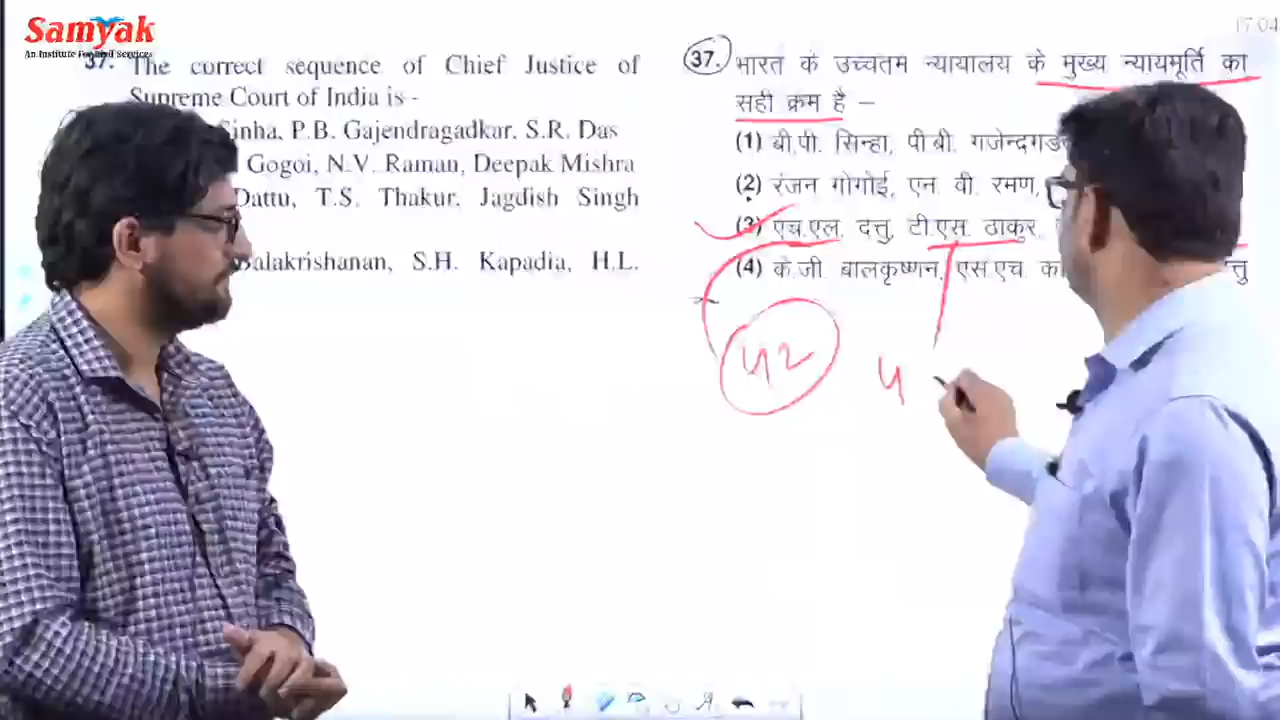 Samyak
An Institute For Civil Services
17:04
37. The correct sequence of Chief Justice of
Supreme Court of India is -
Sinha, P.B. Gajendragadkar, S.R. Das
Gogoi, N.V. Raman, Deepak Mishra
Dattu, T.S. Thakur, Jagdish Singh
Balakrishanan, S.H. Kapadia, H.L.
37. भारत के उच्चतम न्यायालय के मुख्य न्यायमूर्ति का
सही क्रम है –
(1) बी.पी. सिन्हा, पी.बी. गजेन्दगड
(2) रंजन गोगोई, एन. वी. रमण,
(3) एच.एल. दत्तु, टी.एस. ठाकुर,
(4) के.जी. बालकृष्णन, एस.एच. का
42 4